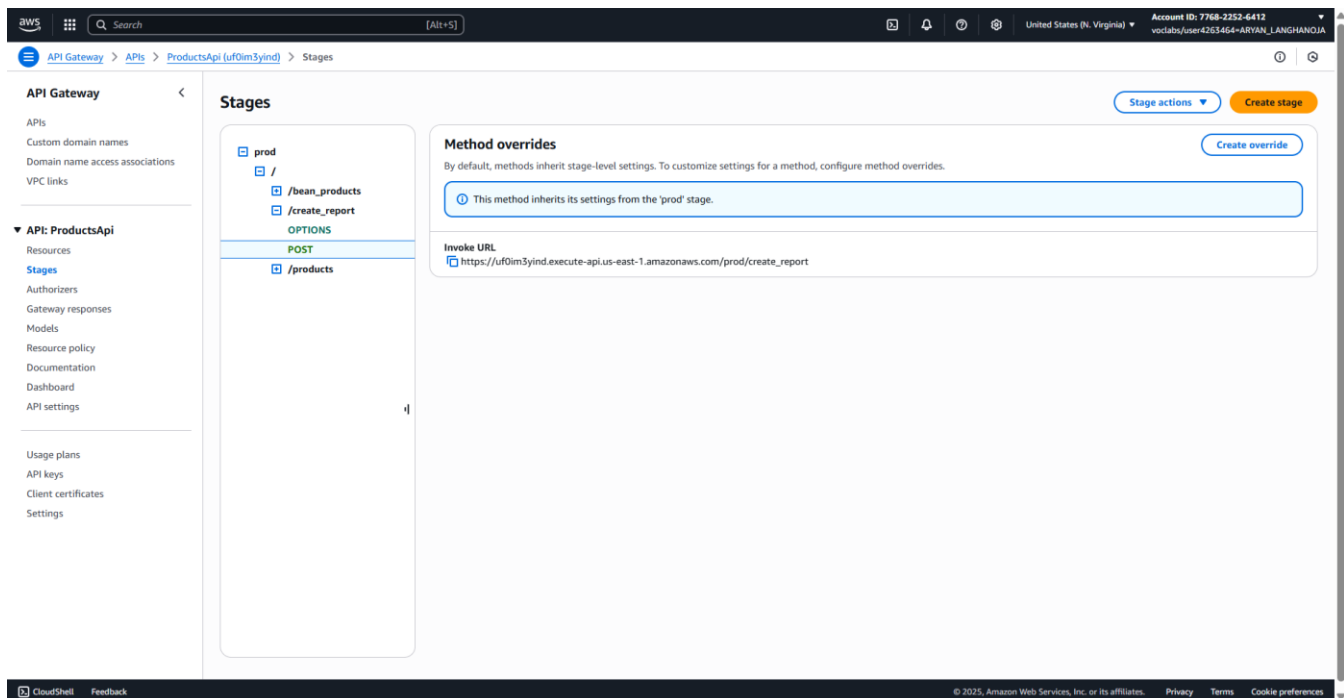 aws
Search [Alt+S]
United States (N. Virginia) ▼
Account ID: 7768-2252-6412 ▼
voclabs/user4263464=ARYAN_LANGHANOJA
API Gateway > APIs > ProductsApi (uf0im3yind) > Stages
API Gateway
APIs
Custom domain names
Domain name access associations
VPC links
▼ API: ProductsApi
Resources
Stages
Authorizers
Gateway responses
Models
Resource policy
Documentation
Dashboard
API settings
Usage plans
API keys
Client certificates
Settings
Stages
Stage actions ▼
Create stage
prod
/
/bean_products
/create_report
OPTIONS
POST
/products
Method overrides
Create override
By default, methods inherit stage-level settings. To customize settings for a method, configure method overrides.
This method inherits its settings from the 'prod' stage.
Invoke URL
https://uf0im3yind.execute-api.us-east-1.amazonaws.com/prod/create_report
CloudShell Feedback
© 2025, Amazon Web Services, Inc. or its affiliates. Privacy Terms Cookie preferences